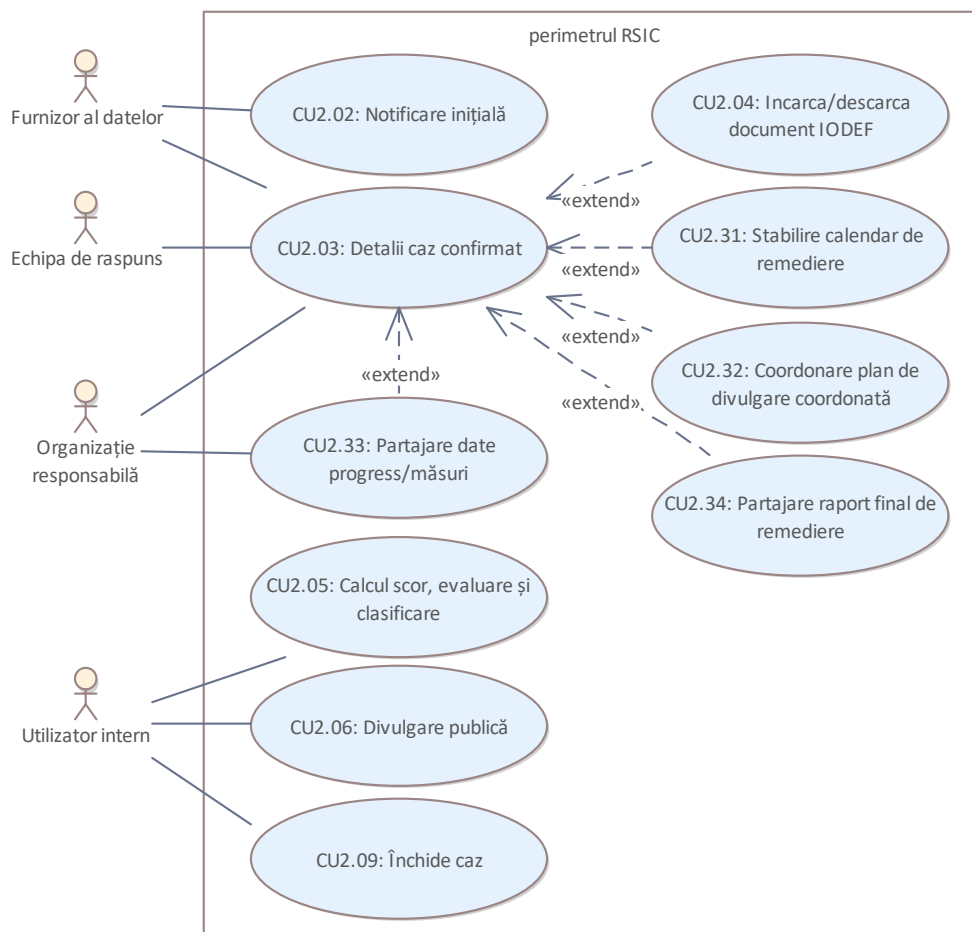 perimetrul RSIC
Furnizor al datelor
CU2.02: Notificare inițială
CU2.04: Incarca/descarca
document IODEF
«extend»
Echipa de raspuns
CU2.03: Detalii caz confirmat
CU2.31: Stabilire calendar de
remediere
«extend»
«extend»
CU2.32: Coordonare plan de
divulgare coordonată
«extend»
«extend»
Organizație
responsabilă
CU2.33: Partajare date
progress/măsuri
CU2.34: Partajare raport final de
remediere
CU2.05: Calcul scor, evaluare și
clasificare
Utilizator intern
CU2.06: Divulgare publică
CU2.09: Închide caz